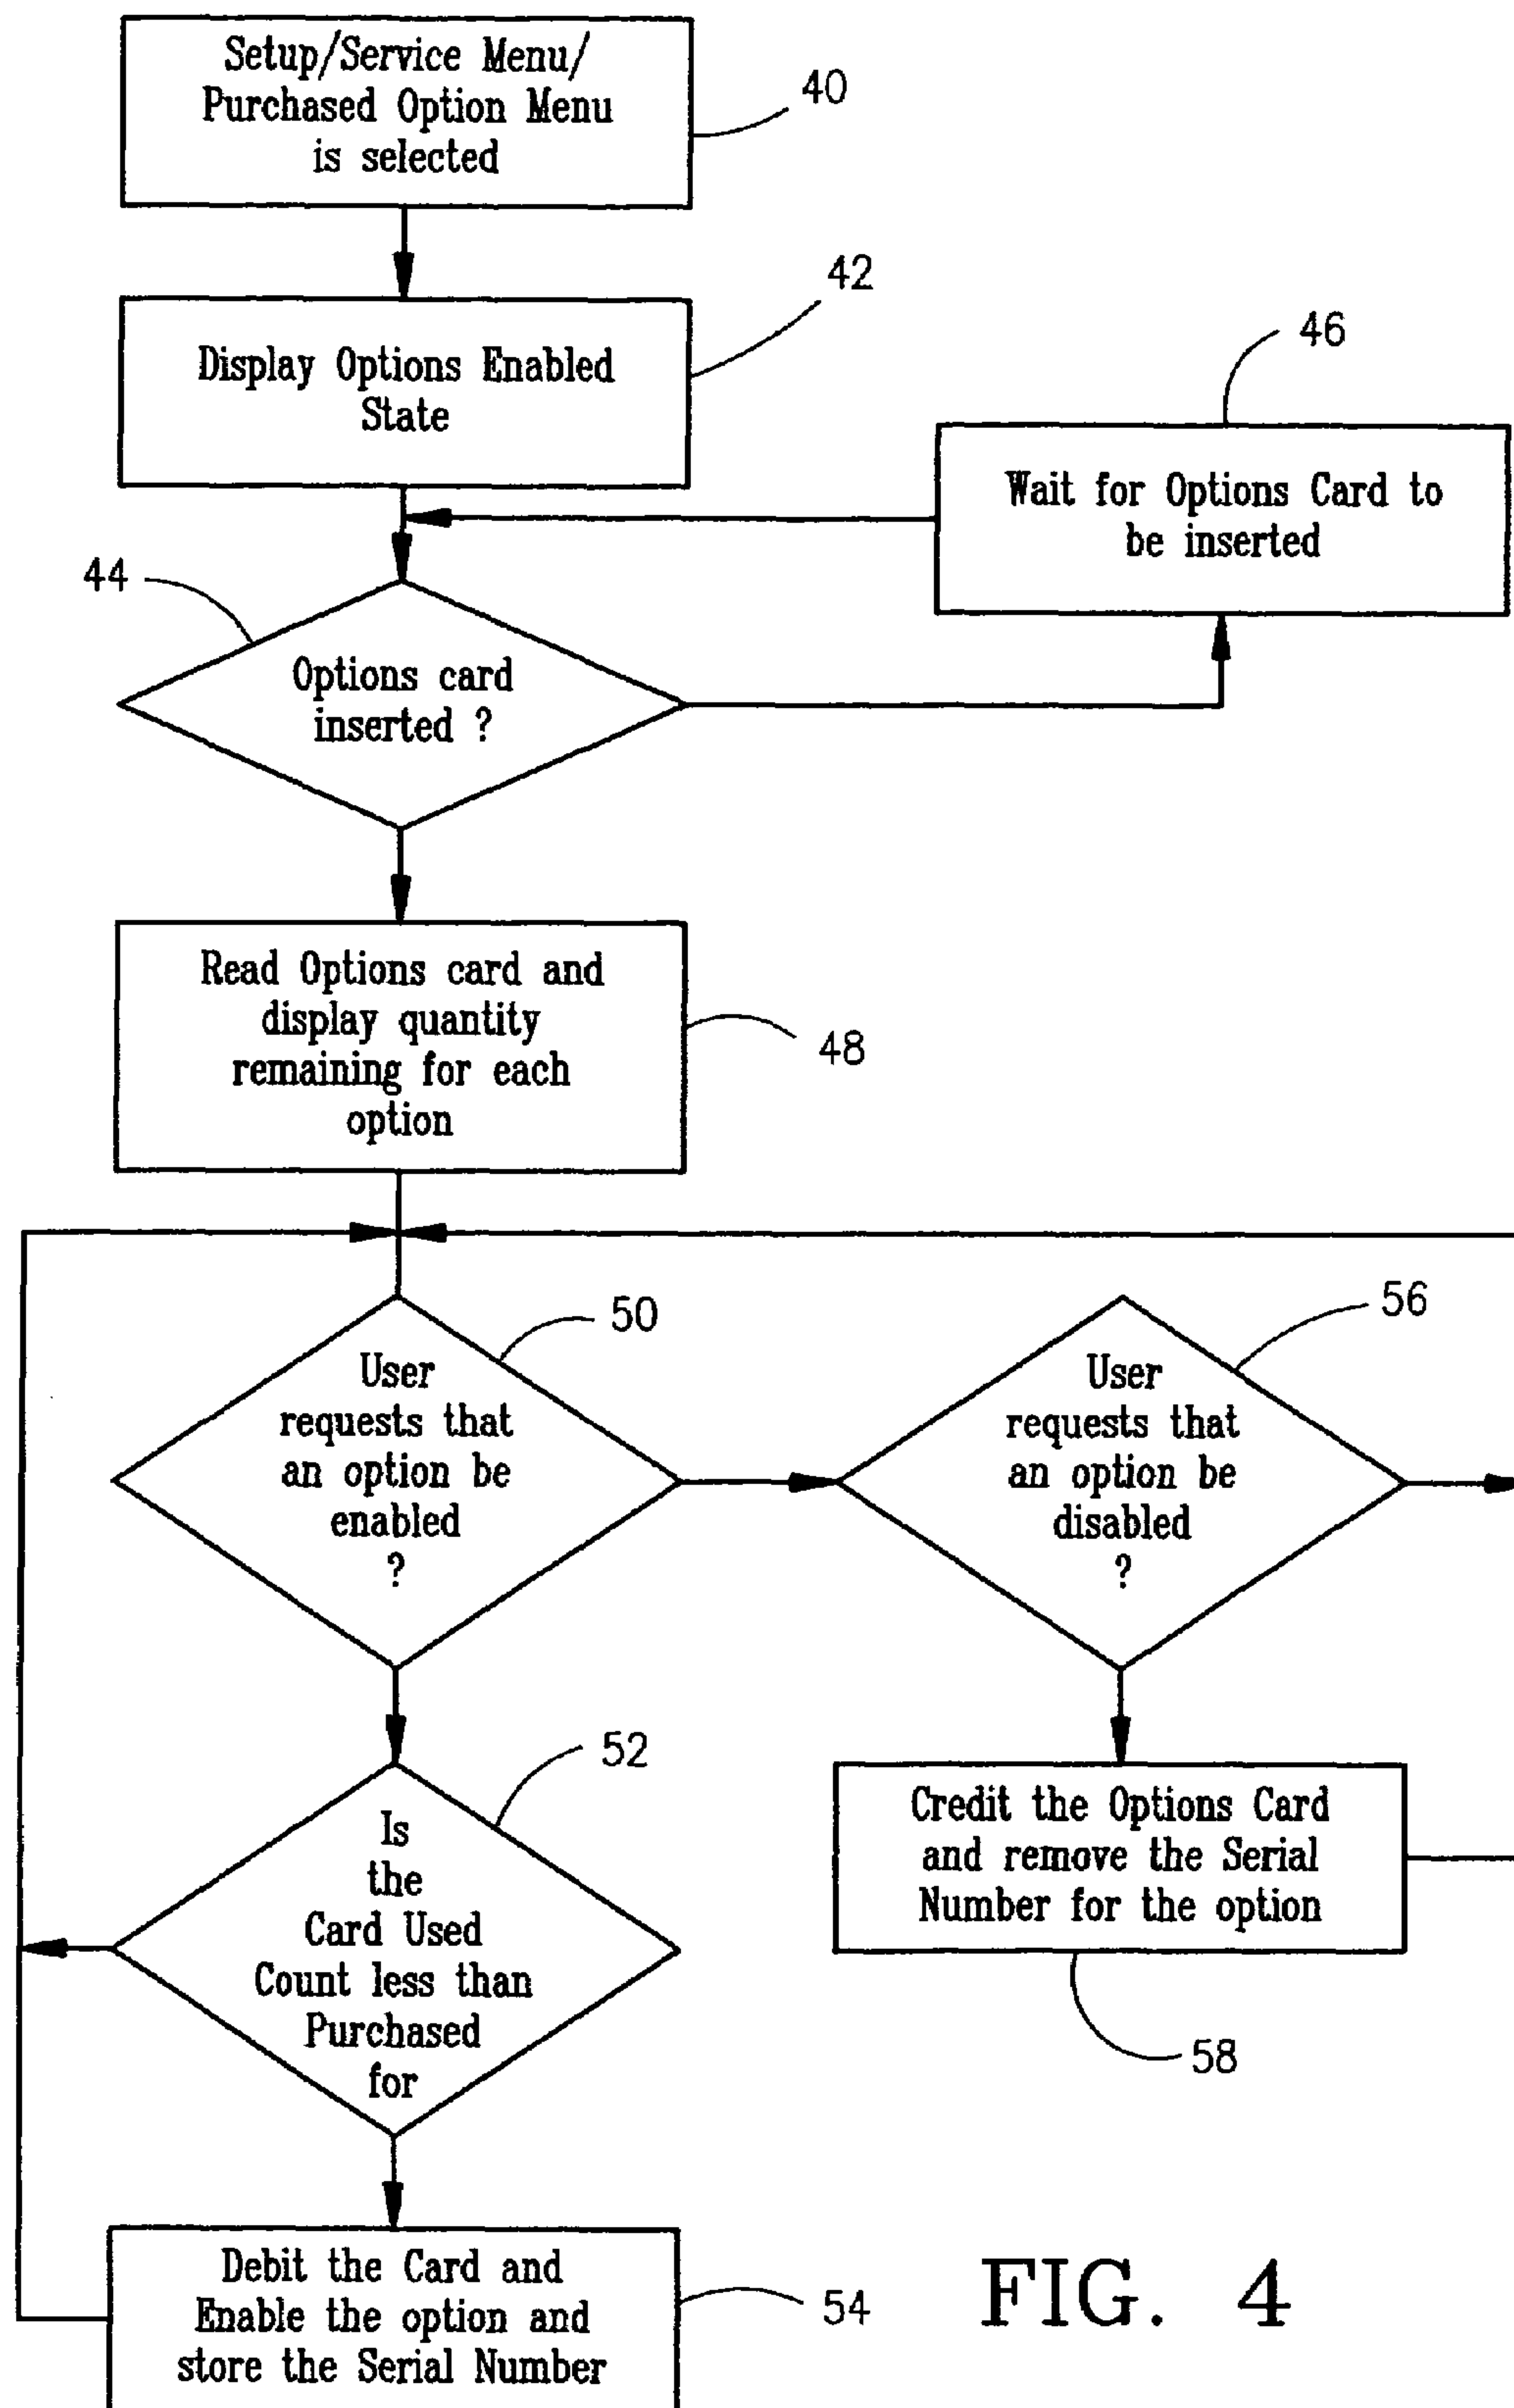 Setup/Service Menu/
Purchased Option Menu
is selected
40
42
Display Options Enabled
State
46
Wait for Options Card to
be inserted
44
Options card
inserted ?
Read Options card and
display quantity
remaining for each
option
48
50
User
requests that
an option be
enabled
?
56
User
requests that
an option be
disabled
?
52
Is
the
Card Used
Count less than
Purchased
for
Credit the Options Card
and remove the Serial
Number for the option
58
Debit the Card and
Enable the option and
store the Serial Number
54
FIG. 4